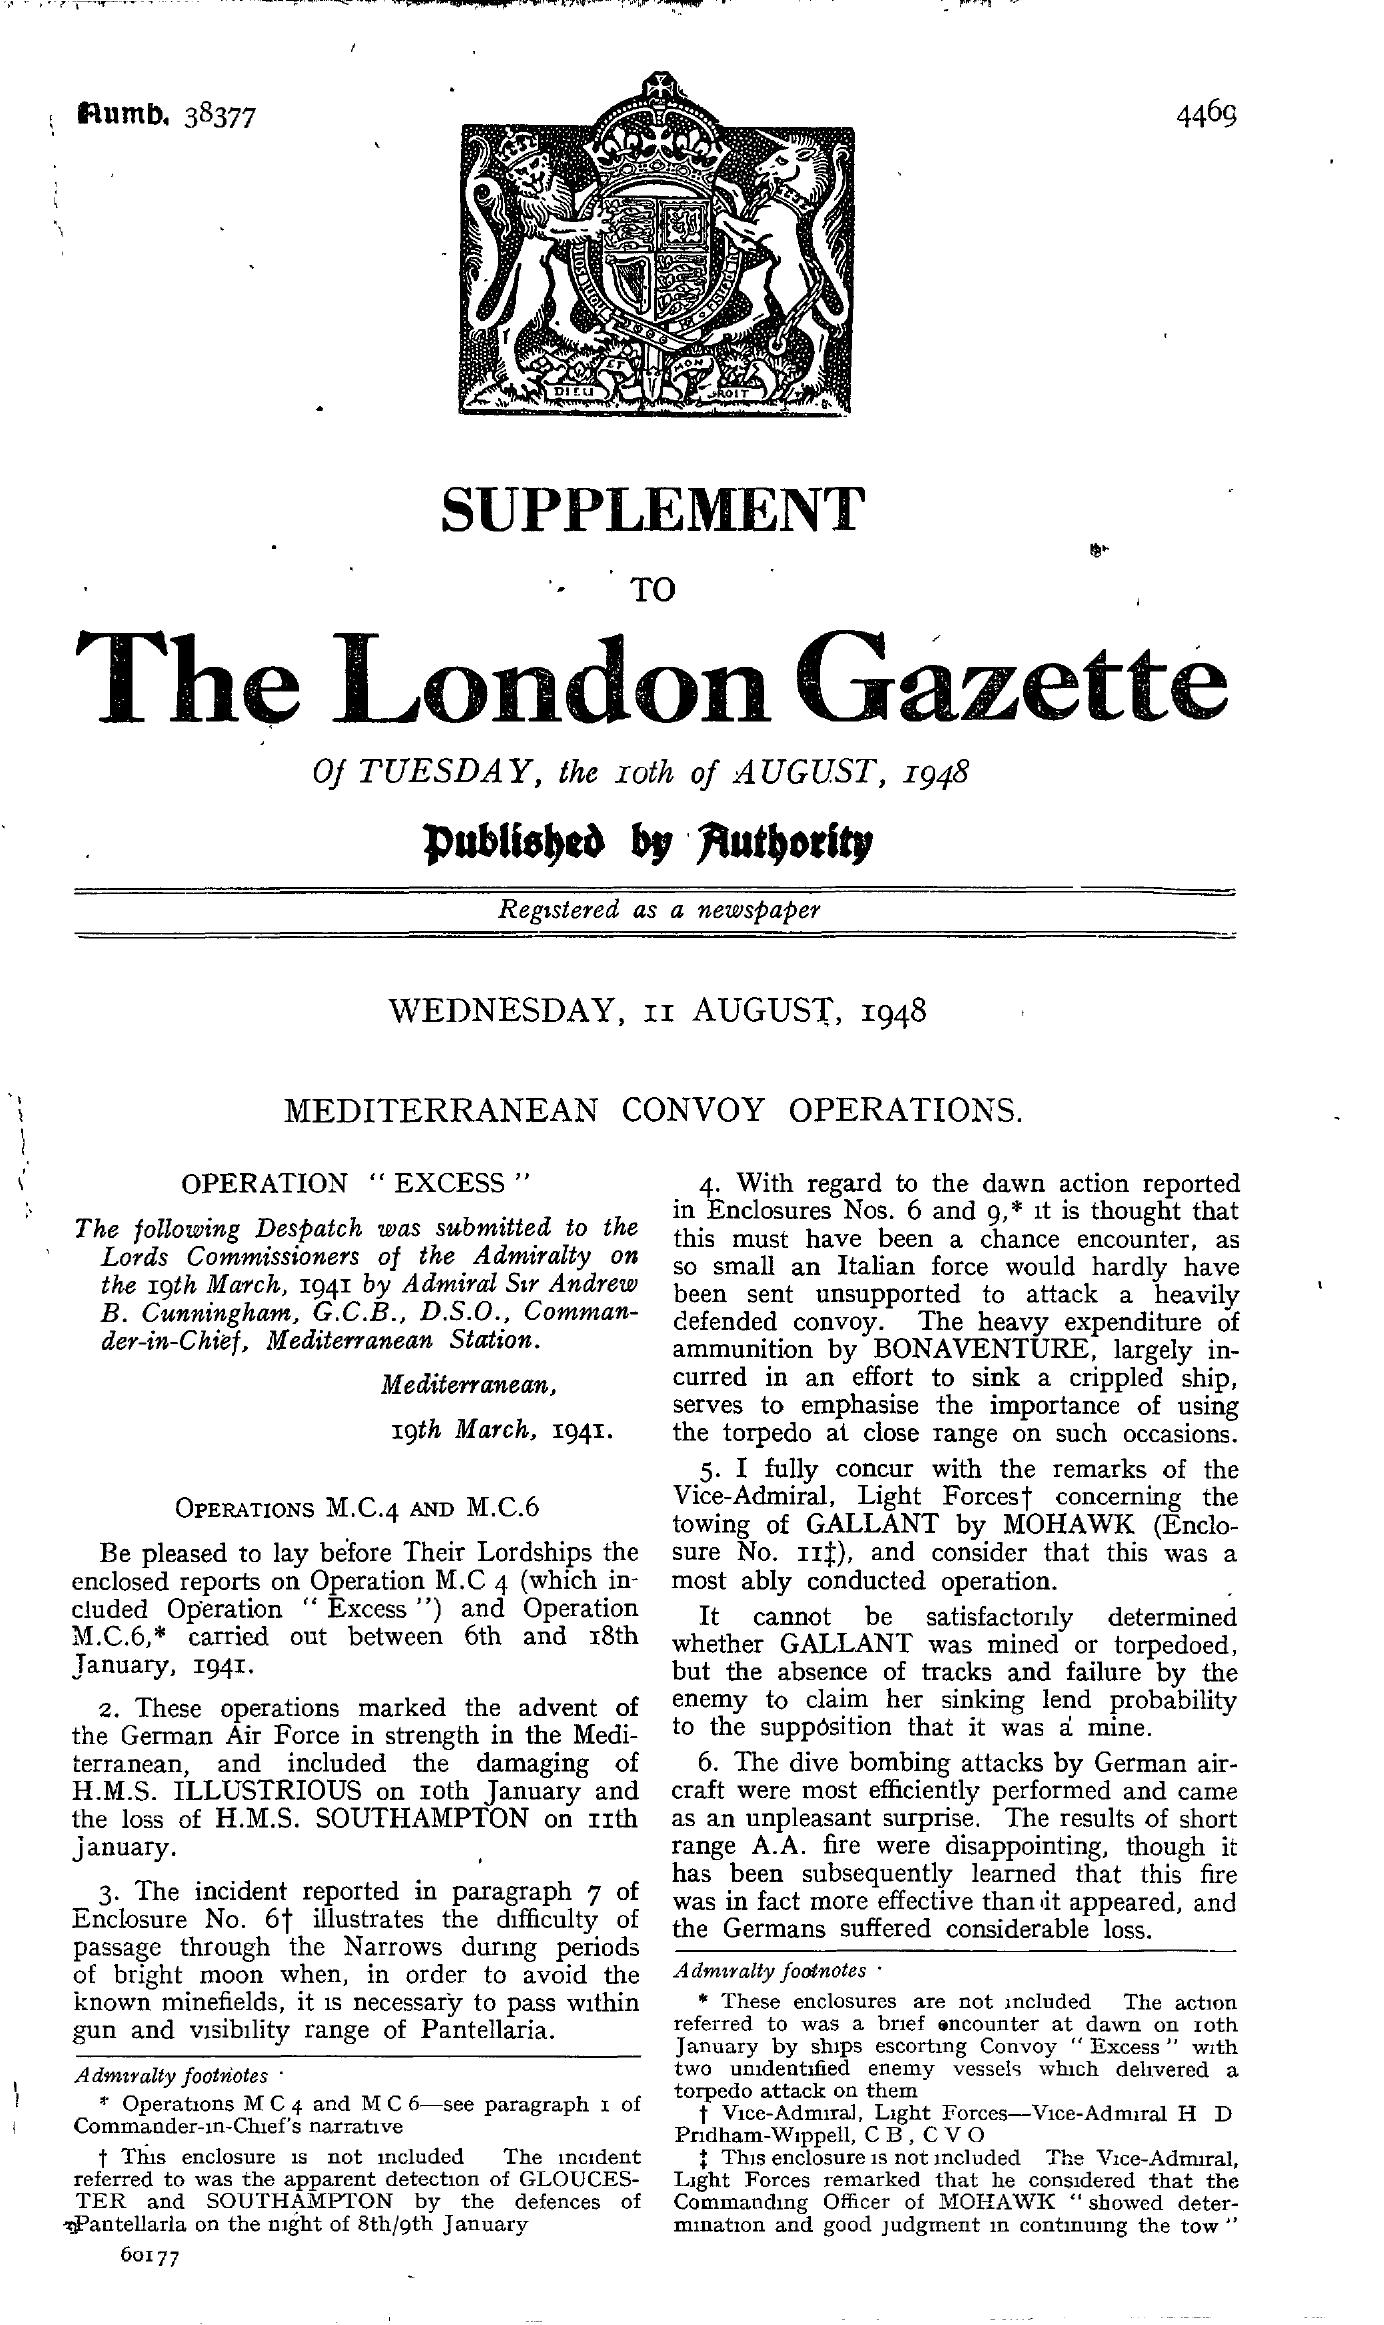 Numb. 38377
4469
DIEU ET MON DROIT
SUPPLEMENT
TO
The London Gazette
Of TUESDAY, the 10th of AUGUST, 1948
Published by Authority
Registered as a newspaper
WEDNESDAY, 11 AUGUST, 1948
MEDITERRANEAN CONVOY OPERATIONS.
OPERATION “ EXCESS ”
The following Despatch was submitted to the
Lords Commissioners of the Admiralty on
the 19th March, 1941 by Admiral Sir Andrew
B. Cunningham, G.C.B., D.S.O., Comman-
der-in-Chief, Mediterranean Station.
Mediterranean,
19th March, 1941.
OPERATIONS M.C.4 AND M.C.6
Be pleased to lay before Their Lordships the
enclosed reports on Operation M.C 4 (which in-
cluded Operation “ Excess ”) and Operation
M.C.6,* carried out between 6th and 18th
January, 1941.
2. These operations marked the advent of
the German Air Force in strength in the Medi-
terranean, and included the damaging of
H.M.S. ILLUSTRIOUS on 10th January and
the loss of H.M.S. SOUTHAMPTON on 11th
January.
3. The incident reported in paragraph 7 of
Enclosure No. 6† illustrates the difficulty of
passage through the Narrows during periods
of bright moon when, in order to avoid the
known minefields, it is necessary to pass within
gun and visibility range of Pantellaria.
Admiralty footnotes ·
* Operations M C 4 and M C 6—see paragraph 1 of
Commander-in-Chief's narrative
† This enclosure is not included The incident
referred to was the apparent detection of GLOUCES-
TER and SOUTHAMPTON by the defences of
Pantellaria on the night of 8th/9th January
60177
4. With regard to the dawn action reported
in Enclosures Nos. 6 and 9,* it is thought that
this must have been a chance encounter, as
so small an Italian force would hardly have
been sent unsupported to attack a heavily
defended convoy. The heavy expenditure of
ammunition by BONAVENTURE, largely in-
curred in an effort to sink a crippled ship,
serves to emphasise the importance of using
the torpedo at close range on such occasions.
5. I fully concur with the remarks of the
Vice-Admiral, Light Forces† concerning the
towing of GALLANT by MOHAWK (Enclo-
sure No. 11‡), and consider that this was a
most ably conducted operation.
It cannot be satisfactorily determined
whether GALLANT was mined or torpedoed,
but the absence of tracks and failure by the
enemy to claim her sinking lend probability
to the supposition that it was a mine.
6. The dive bombing attacks by German air-
craft were most efficiently performed and came
as an unpleasant surprise. The results of short
range A.A. fire were disappointing, though it
has been subsequently learned that this fire
was in fact more effective than it appeared, and
the Germans suffered considerable loss.
Admiralty footnotes ·
* These enclosures are not included The action
referred to was a brief encounter at dawn on 10th
January by ships escorting Convoy “ Excess ” with
two unidentified enemy vessels which delivered a
torpedo attack on them
† Vice-Admiral, Light Forces—Vice-Admiral H D
Pridham-Wippell, C B , C V O
‡ This enclosure is not included The Vice-Admiral,
Light Forces remarked that he considered that the
Commanding Officer of MOHAWK “ showed deter-
mination and good judgment in continuing the tow ”